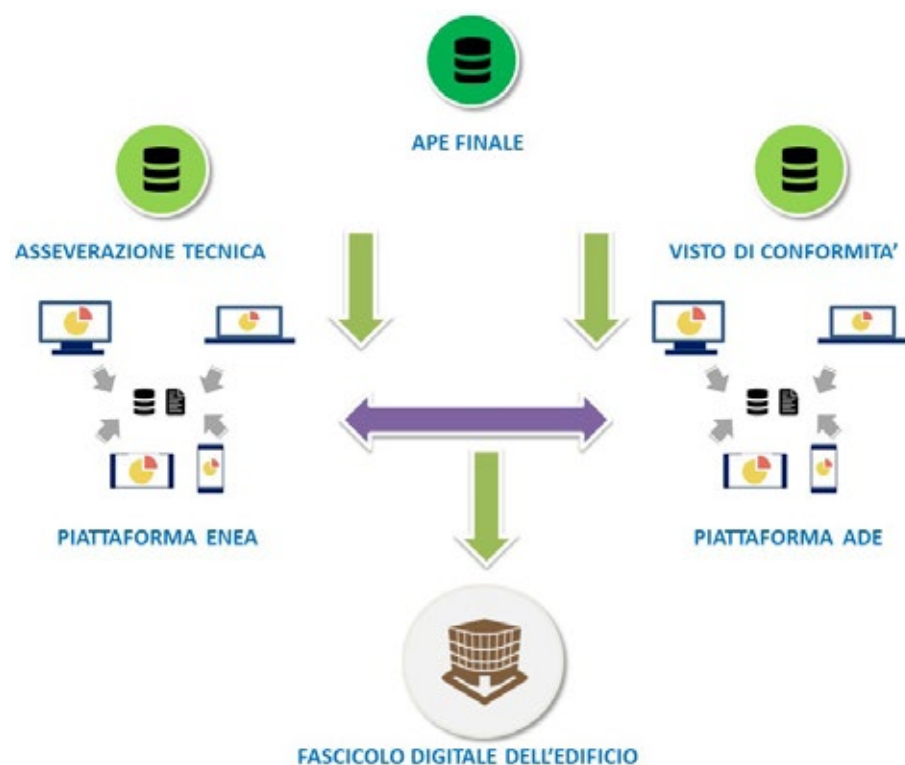 APE FINALE
ASSEVERAZIONE TECNICA
VISTO DI CONFORMITA'
PIATTAFORMA ENEA
PIATTAFORMA ADE
FASCICOLO DIGITALE DELL'EDIFICIO